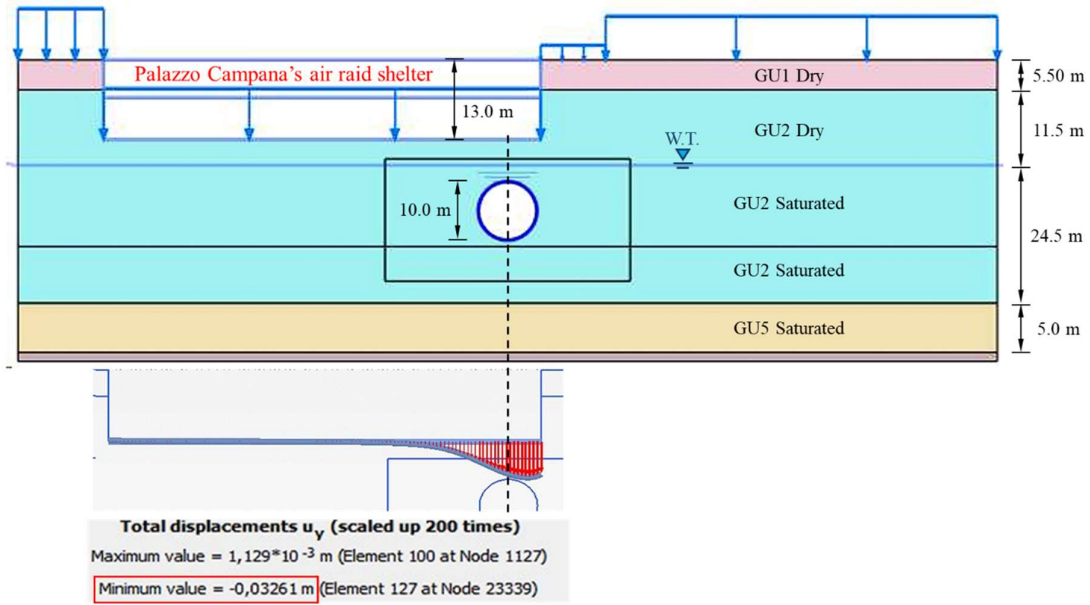 Palazzo Campana's air raid shelter
GU1 Dry
5.50 m
13.0 m
GU2 Dry
11.5 m
W.T.
10.0 m
GU2 Saturated
24.5 m
GU2 Saturated
GU5 Saturated
5.0 m
Total displacements uy (scaled up 200 times)
Maximum value = 1,129*10 -3 m (Element 100 at Node 1127)
Minimum value = -0,03261 m (Element 127 at Node 23339)